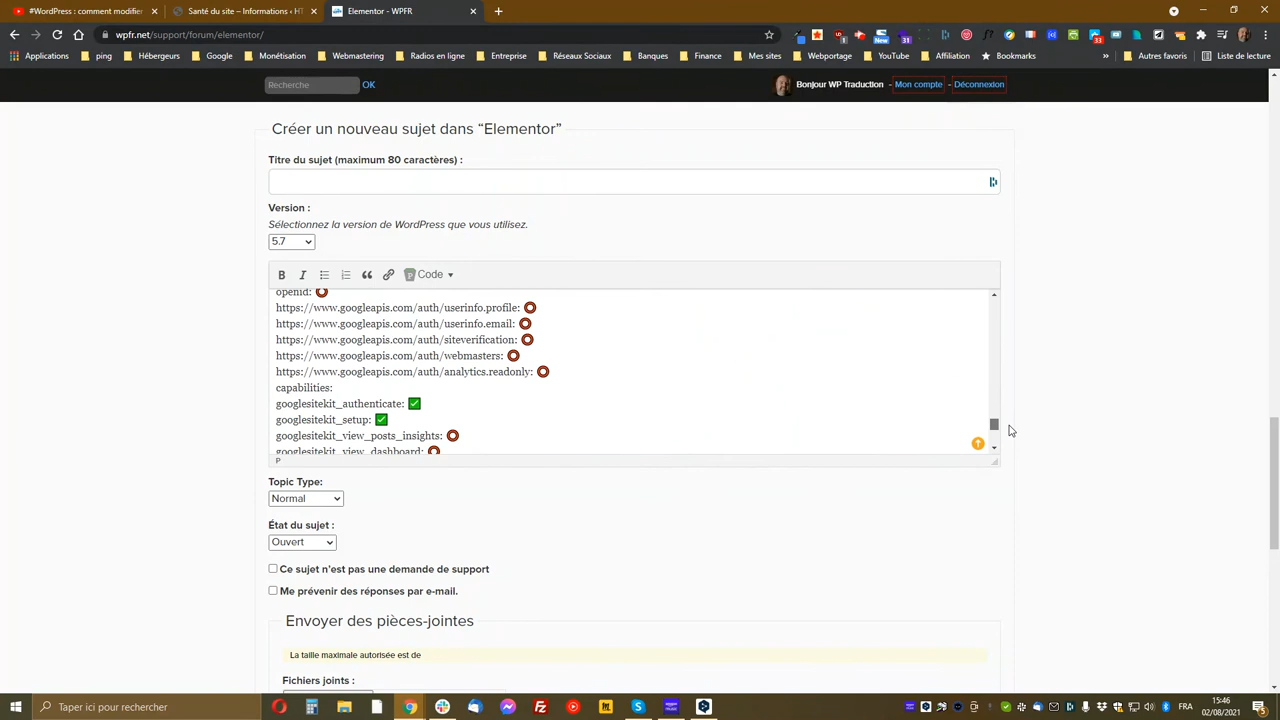 #WordPress : comment modifie
Santé du site – Informations ‹ HT
Elementor - WPFR
wpfr.net/support/forum/elementor/
Applications
ping
Hébergeurs
Google
Monétisation
Webmastering
Radios en ligne
Entreprise
Réseaux Sociaux
Banques
Finance
Mes sites
Webportage
YouTube
Affiliation
Bookmarks
»
Autres favoris
Liste de lecture
Recherche OK
Bonjour WP Traduction - Mon compte - Déconnexion
Créer un nouveau sujet dans “Elementor”
Titre du sujet (maximum 80 caractères) :
Version :
Sélectionnez la version de WordPress que vous utilisez.
5.7
B I Code
openid:
https://www.googleapis.com/auth/userinfo.profile:
https://www.googleapis.com/auth/userinfo.email:
https://www.googleapis.com/auth/siteverification:
https://www.googleapis.com/auth/webmasters:
https://www.googleapis.com/auth/analytics.readonly:
capabilities:
googlesitekit_authenticate:
googlesitekit_setup:
googlesitekit_view_posts_insights:
googlesitekit_view_dashboard:
P
Topic Type:
Normal
État du sujet :
Ouvert
Ce sujet n’est pas une demande de support
Me prévenir des réponses par e-mail.
Envoyer des pièces-jointes
La taille maximale autorisée est de
Fichiers joints :
Taper ici pour rechercher
FRA
15:46
02/08/2021